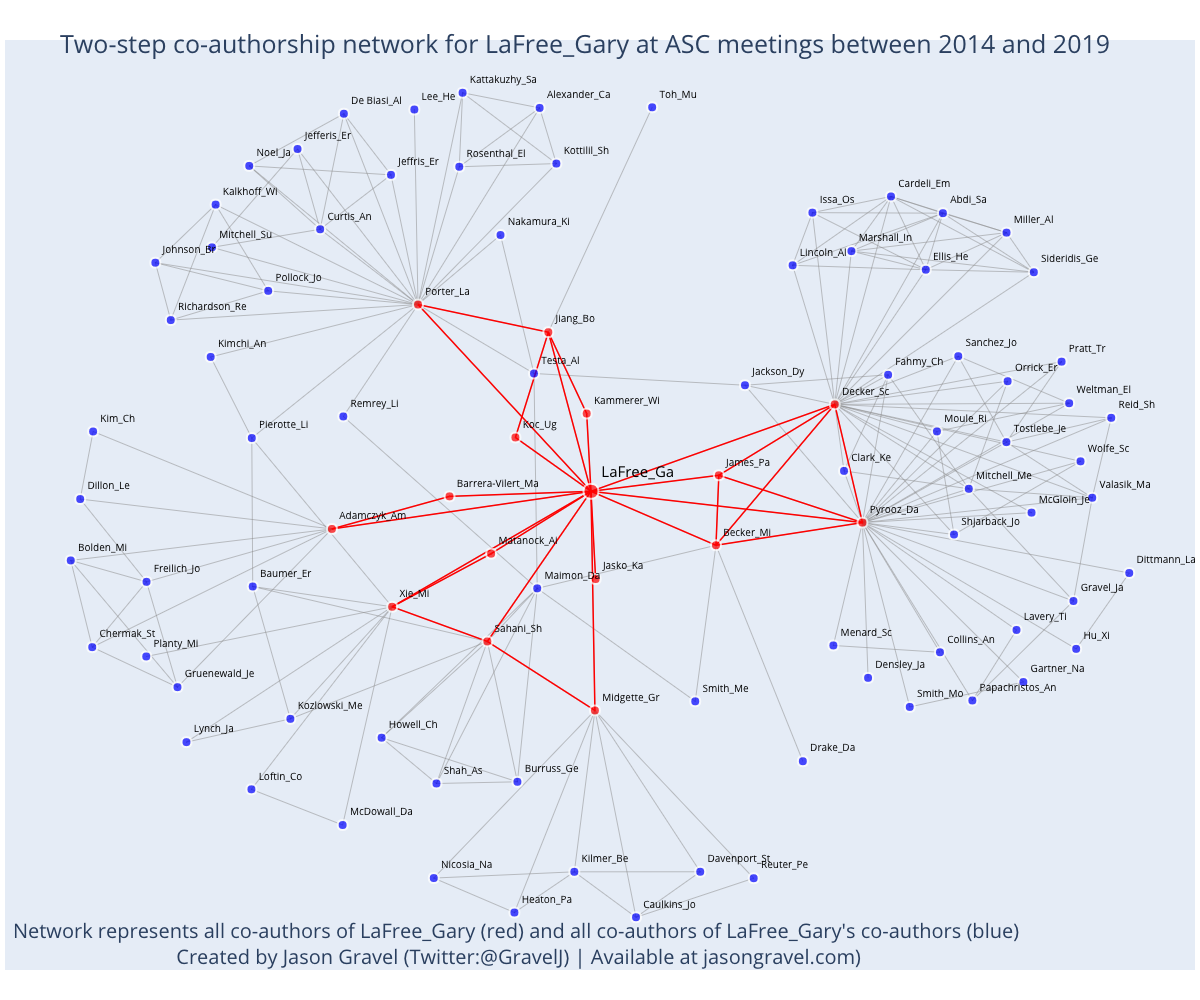 Two-step co-authorship network for LaFree_Gary at ASC meetings between 2014 and 2019
Kattakuzhy_Sa
Toh_Mu
Lee_He
Alexander_Ca
De Biasi_Al
Jefferis_Er
Noel_Ja
Rosenthal_El
Kottilil_Sh
Jeffris_Er
Cardeli_Em
Kalkhoff_Wi
Issa_Os
Abdi_Sa
Curtis_An
Nakamura_Ki
Miller_Al
Mitchell_Su
Marshall_In
Johnson_Br
Lincoln_Al
Ellis_He
Sideridis_Ge
Pollock_Jo
Porter_La
Richardson_Re
Jiang_Bo
Kimchi_An
Sanchez_Jo
Pratt_Tr
Testa_Al
Fahmy_Ch
Orrick_Er
Jackson_Dy
Decker_Sc
Weltman_El
Remrey_Li
Kammerer_Wi
Reid_Sh
Kim_Ch
Pierotte_Li
Koc_Ug
Moule_Ri
Tostlebe_Je
Wolfe_Sc
LaFree_Ga
James_Pa
Clark_Ke
Mitchell_Me
Dillon_Le
Barrera-Vilert_Ma
Valasik_Ma
McGloin_Je
Adamczyk_Am
Pyrooz_Da
Shjarback_Jo
Becker_Mi
Matanock_Ai
Bolden_Mi
Freilich_Jo
Baumer_Er
Jasko_Ka
Maimon_Da
Dittmann_La
Xie_Mi
Gravel_Ja
Lavery_Ti
Chermak_St
Planty_Mi
Sahani_Sh
Menard_Sc
Collins_An
Hu_Xi
Gruenewald_Je
Densley_Ja
Gartner_Na
Smith_Me
Smith_Mo
Papachristos_An
Midgette_Gr
Kozlowski_Me
Howell_Ch
Lynch_Ja
Drake_Da
Shah_As
Burruss_Ge
Loftin_Co
McDowall_Da
Nicosia_Na
Kilmer_Be
Davenport_St
Reuter_Pe
Heaton_Pa
Caulkins_Jo
Network represents all co-authors of LaFree_Gary (red) and all co-authors of LaFree_Gary's co-authors (blue)
Created by Jason Gravel (Twitter:@GravelJ) | Available at jasongravel.com)